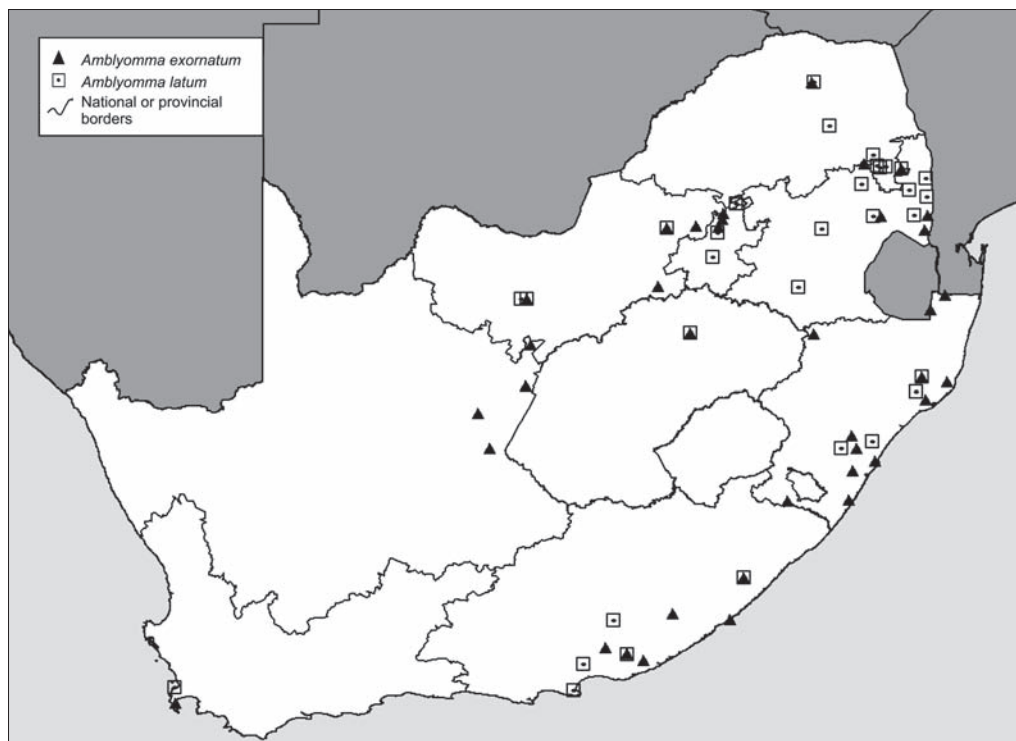 Amblyomma exornatum
Amblyomma latum
National or provincial
borders